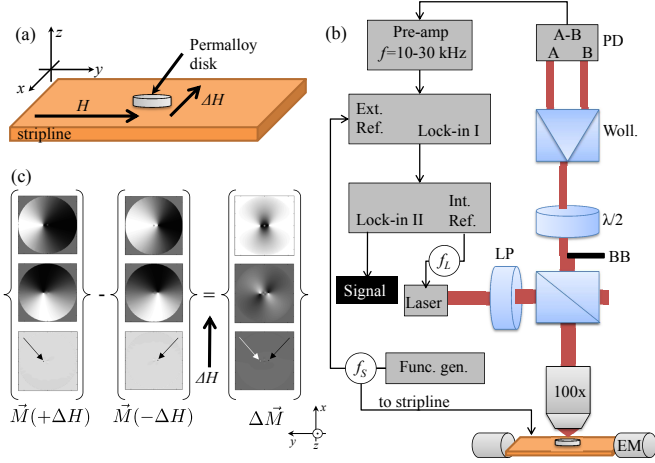 (a)
z
y
x
Permalloy
disk
H
ΔH
stripline
(b)
Pre-amp
f=10-30 kHz
A-B
A B
PD
Ext.
Ref.
Lock-in I
Woll.
Int.
Ref.
Lock-in II
λ/2
BB
f_L
LP
Signal
Laser
f_S
Func. gen.
100x
to stripline
EM
(c)
-
=
ΔH
M⃗(+ΔH)
M⃗(−ΔH)
ΔM⃗
x
y
z